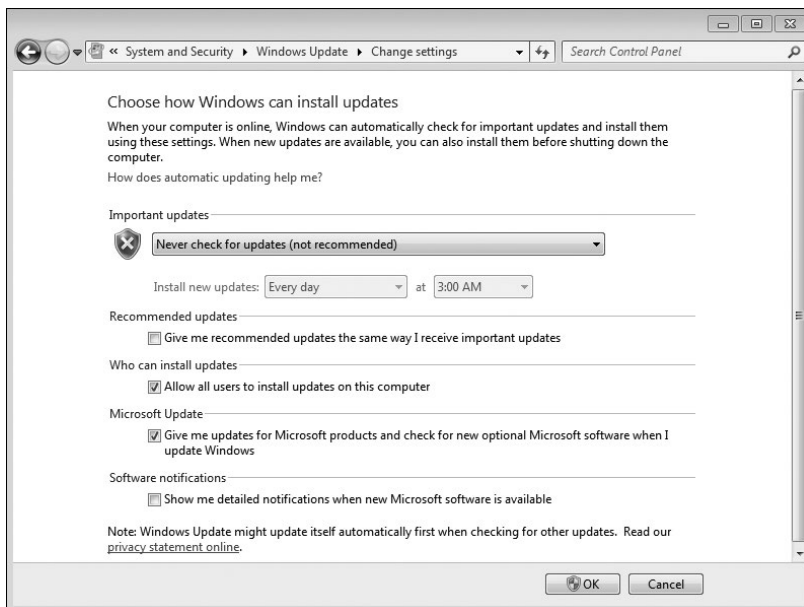 « System and Security ▸ Windows Update ▸ Change settings Search Control Panel
Choose how Windows can install updates
When your computer is online, Windows can automatically check for important updates and install them
using these settings. When new updates are available, you can also install them before shutting down the
computer.
How does automatic updating help me?
Important updates
Never check for updates (not recommended)
Install new updates: Every day at 3:00 AM
Recommended updates
Give me recommended updates the same way I receive important updates
Who can install updates
Allow all users to install updates on this computer
Microsoft Update
Give me updates for Microsoft products and check for new optional Microsoft software when I
update Windows
Software notifications
Show me detailed notifications when new Microsoft software is available
Note: Windows Update might update itself automatically first when checking for other updates. Read our
privacy statement online.
OK Cancel